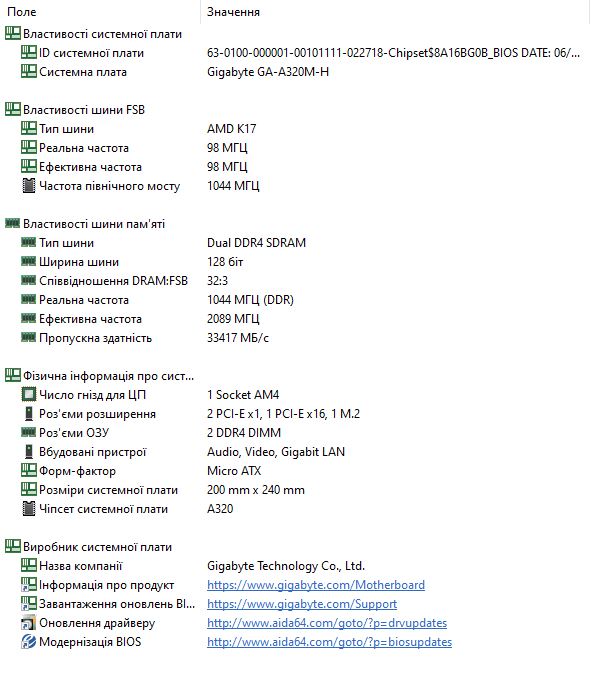 Поле Значення
Властивості системної плати
ID системної плати 63-0100-000001-00101111-022718-Chipset$8A16BG0B_BIOS DATE: 06/...
Системна плата Gigabyte GA-A320M-H
Властивості шини FSB
Тип шини AMD K17
Реальна частота 98 МГЦ
Ефективна частота 98 МГЦ
Частота північного мосту 1044 МГЦ
Властивості шини пам'яті
Тип шини Dual DDR4 SDRAM
Ширина шини 128 біт
Співвідношення DRAM:FSB 32:3
Реальна частота 1044 МГЦ (DDR)
Ефективна частота 2089 МГЦ
Пропускна здатність 33417 МБ/с
Фізична інформація про сист...
Число гнізд для ЦП 1 Socket AM4
Роз'єми розширення 2 PCI-E x1, 1 PCI-E x16, 1 M.2
Роз'єми ОЗУ 2 DDR4 DIMM
Вбудовані пристрої Audio, Video, Gigabit LAN
Форм-фактор Micro ATX
Розміри системної плати 200 mm x 240 mm
Чіпсет системної плати A320
Виробник системної плати
Назва компанії Gigabyte Technology Co., Ltd.
Інформація про продукт https://www.gigabyte.com/Motherboard
Завантаження оновлень BI... https://www.gigabyte.com/Support
Оновлення драйверу http://www.aida64.com/goto/?p=drvupdates
Модернізація BIOS http://www.aida64.com/goto/?p=biosupdates